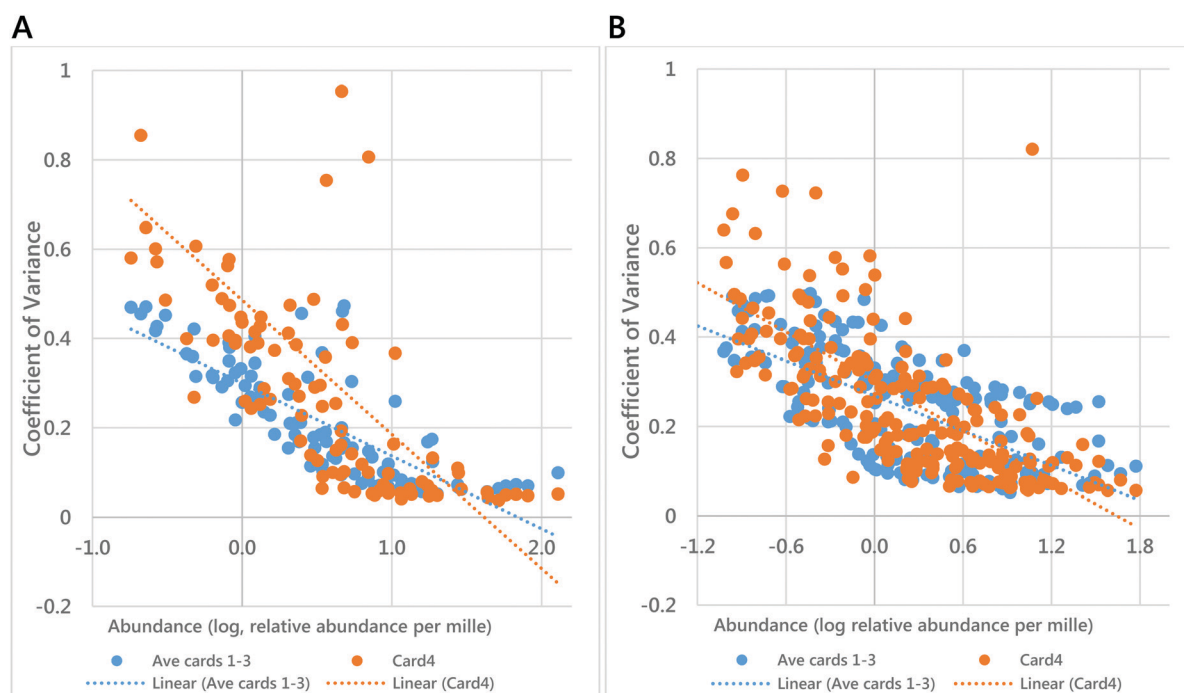 A
1
0.8
0.6
0.4
0.2
0
-0.2
Coefficient of Variance
-1.0 0.0 1.0 2.0
Abundance (log, relative abundance per mille)
Ave cards 1-3 Card4
Linear (Ave cards 1-3) Linear (Card4)
B
1
0.8
0.6
0.4
0.2
0
-0.2
Coefficient of Variance
-1.2 -0.6 0.0 0.6 1.2 1.8
Abundance (log relative abundance per mille)
Ave cards 1-3 Card4
Linear (Ave cards 1-3) Linear (Card4)